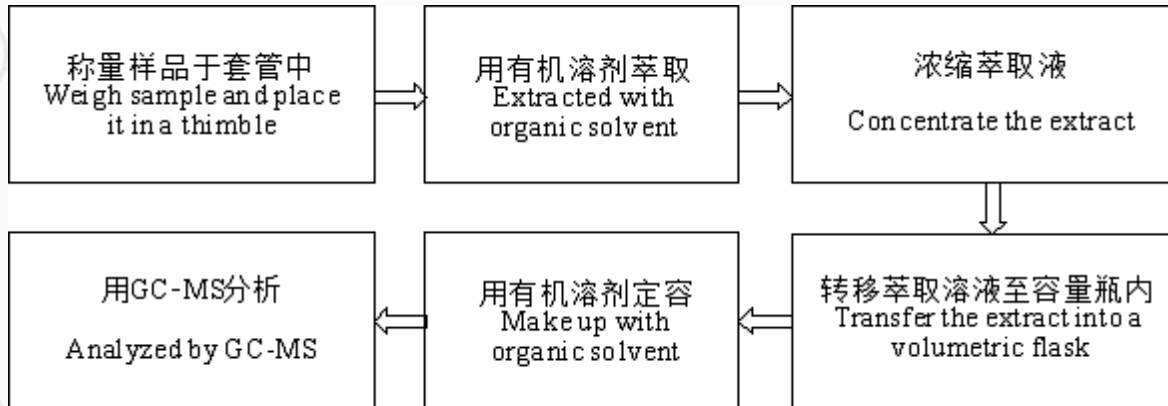 称量样品于套管中
Weigh sample and place
it in a thimble
用有机溶剂萃取
Extracted with
organic solvent
浓缩萃取液
Concentrate the extract
转移萃取溶液至容量瓶内
Transfer the extract into a
volumetric flask
用有机溶剂定容
Make up with
organic solvent
用GC-MS分析
Analyzed by GC-MS